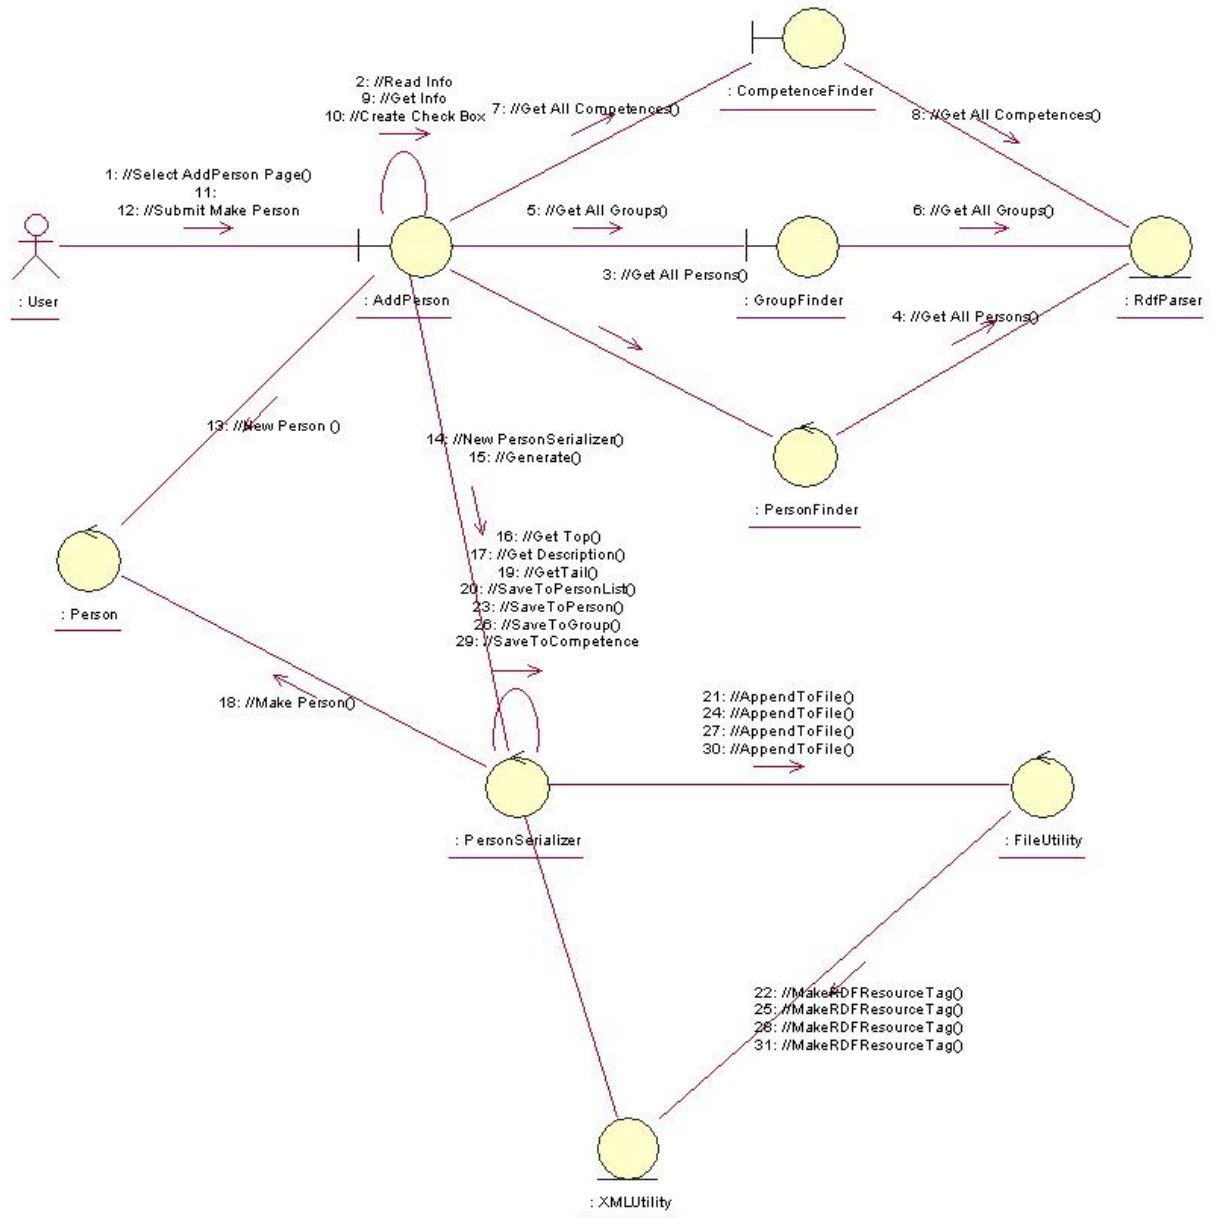 2: //Read Info
9: //Get Info
10: //Create Check Box
7: //Get All Competences()
: CompetenceFinder
8: //Get All Competences()
1: //Select AddPerson Page()
11:
12: //Submit Make Person
5: //Get All Groups()
6: //Get All Groups()
3: //Get All Persons()
: User
: AddPerson
: GroupFinder
: RdfParser
4: //Get All Persons()
13: //New Person ()
14: //New PersonSerializer()
15: //Generate()
: PersonFinder
16: //Get Top()
17: //Get Description()
19: //GetTail()
20: //SaveToPersonList()
23: //SaveToPerson()
26: //SaveToGroup()
29: //SaveToCompetence
: Person
18: //Make Person()
21: //AppendToFile()
24: //AppendToFile()
27: //AppendToFile()
30: //AppendToFile()
: PersonSerializer
: FileUtility
22: //MakeRDFResourceTag()
25: //MakeRDFResourceTag()
28: //MakeRDFResourceTag()
31: //MakeRDFResourceTag()
: XMLUtility